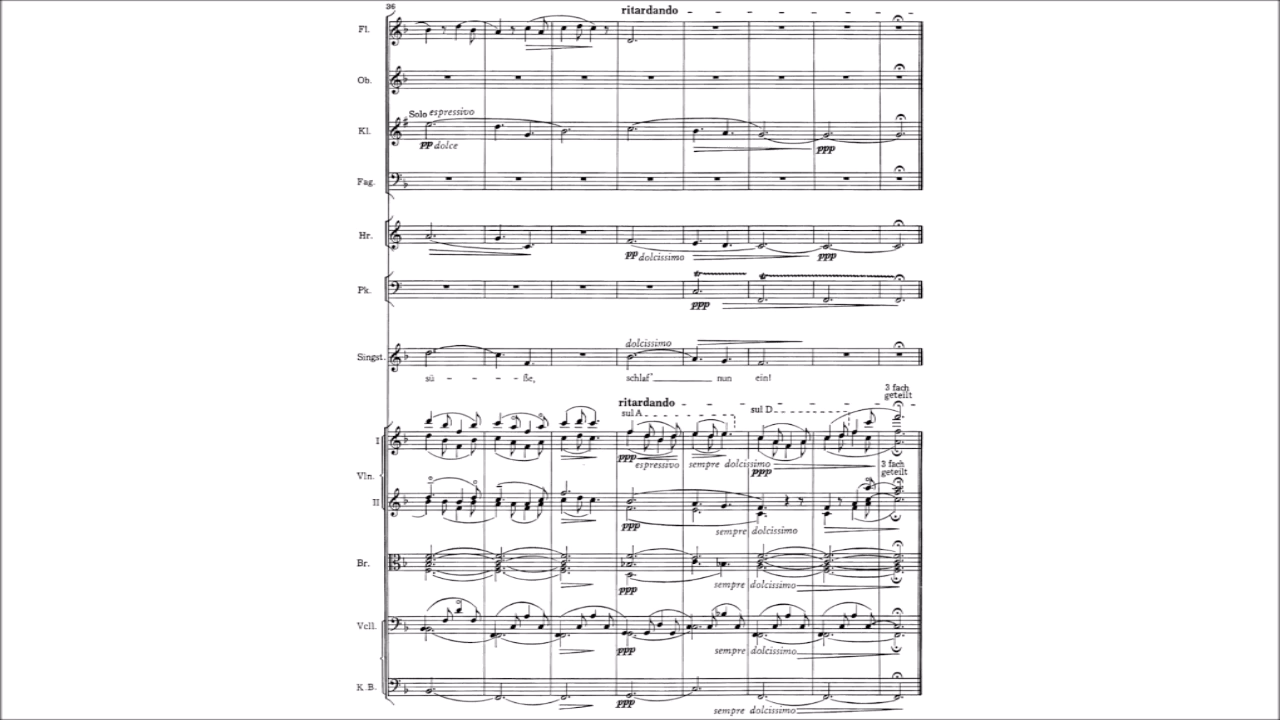 36
ritardando
Fl.
Ob.
Solo espressivo
Kl.
pp dolce
ppp
Fag.
Hr.
pp dolcissimo
ppp
Pk.
ppp
dolcissimo
Singst.
sü - - - ße, schlaf' nun ein!
3 fach
geteilt
ritardando
sul A
sul D
I
ppp
espressivo sempre dolcissimo
ppp
3 fach
geteilt
Vln.
II
ppp
sempre dolcissimo
Br.
sempre dolcissimo
ppp
Vcll.
ppp
sempre dolcissimo
K.B.
ppp
sempre dolcissimo